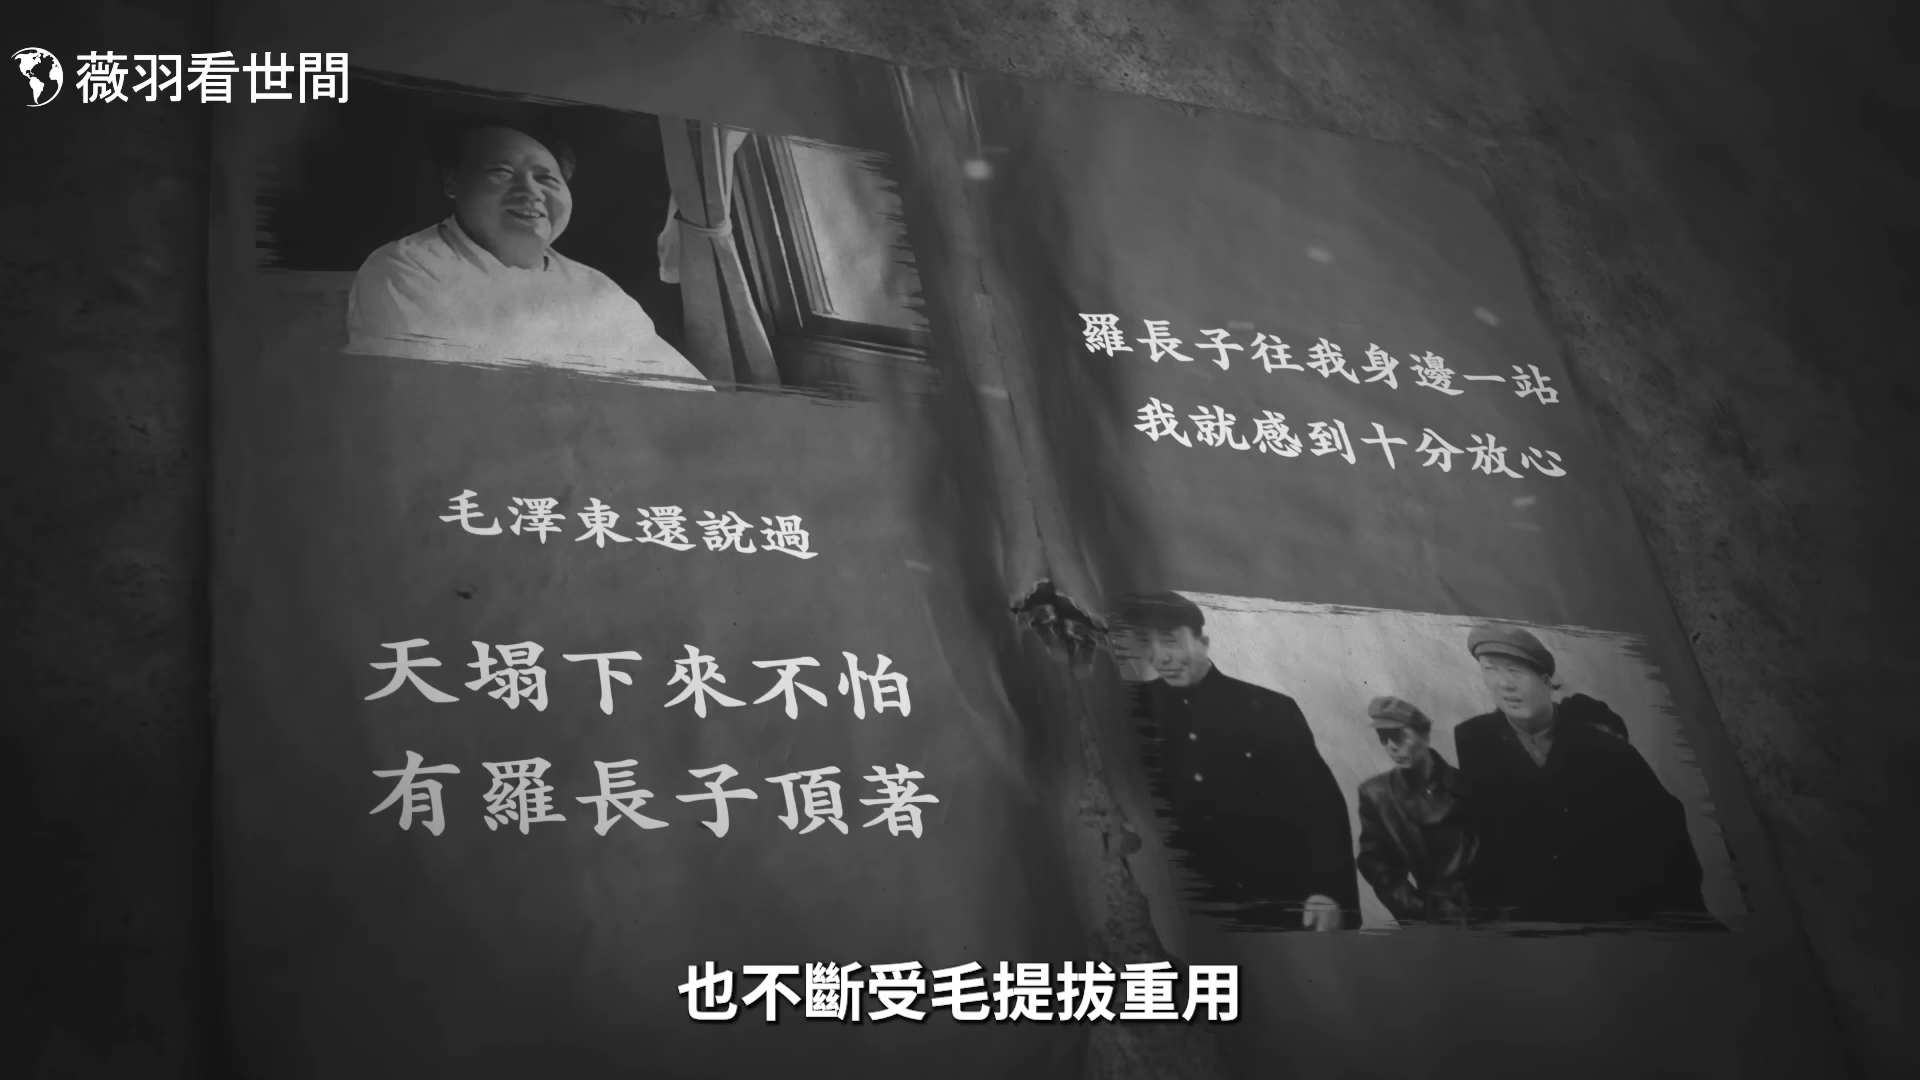 薇羽看世間
毛澤東還說過
天塌下來不怕
有羅長子頂著
羅長子往我身邊一站
我就感到十分放心
也不斷受毛提拔重用